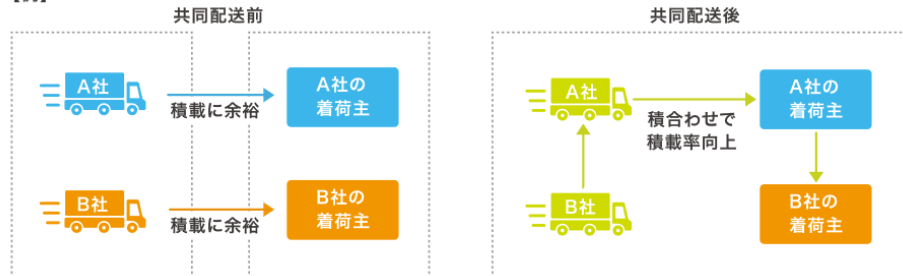 共同配送前
A社
積載に余裕
A社の
着荷主
B社
積載に余裕
B社の
着荷主
共同配送後
A社
積合わせで
積載率向上
A社の
着荷主
B社
B社の
着荷主